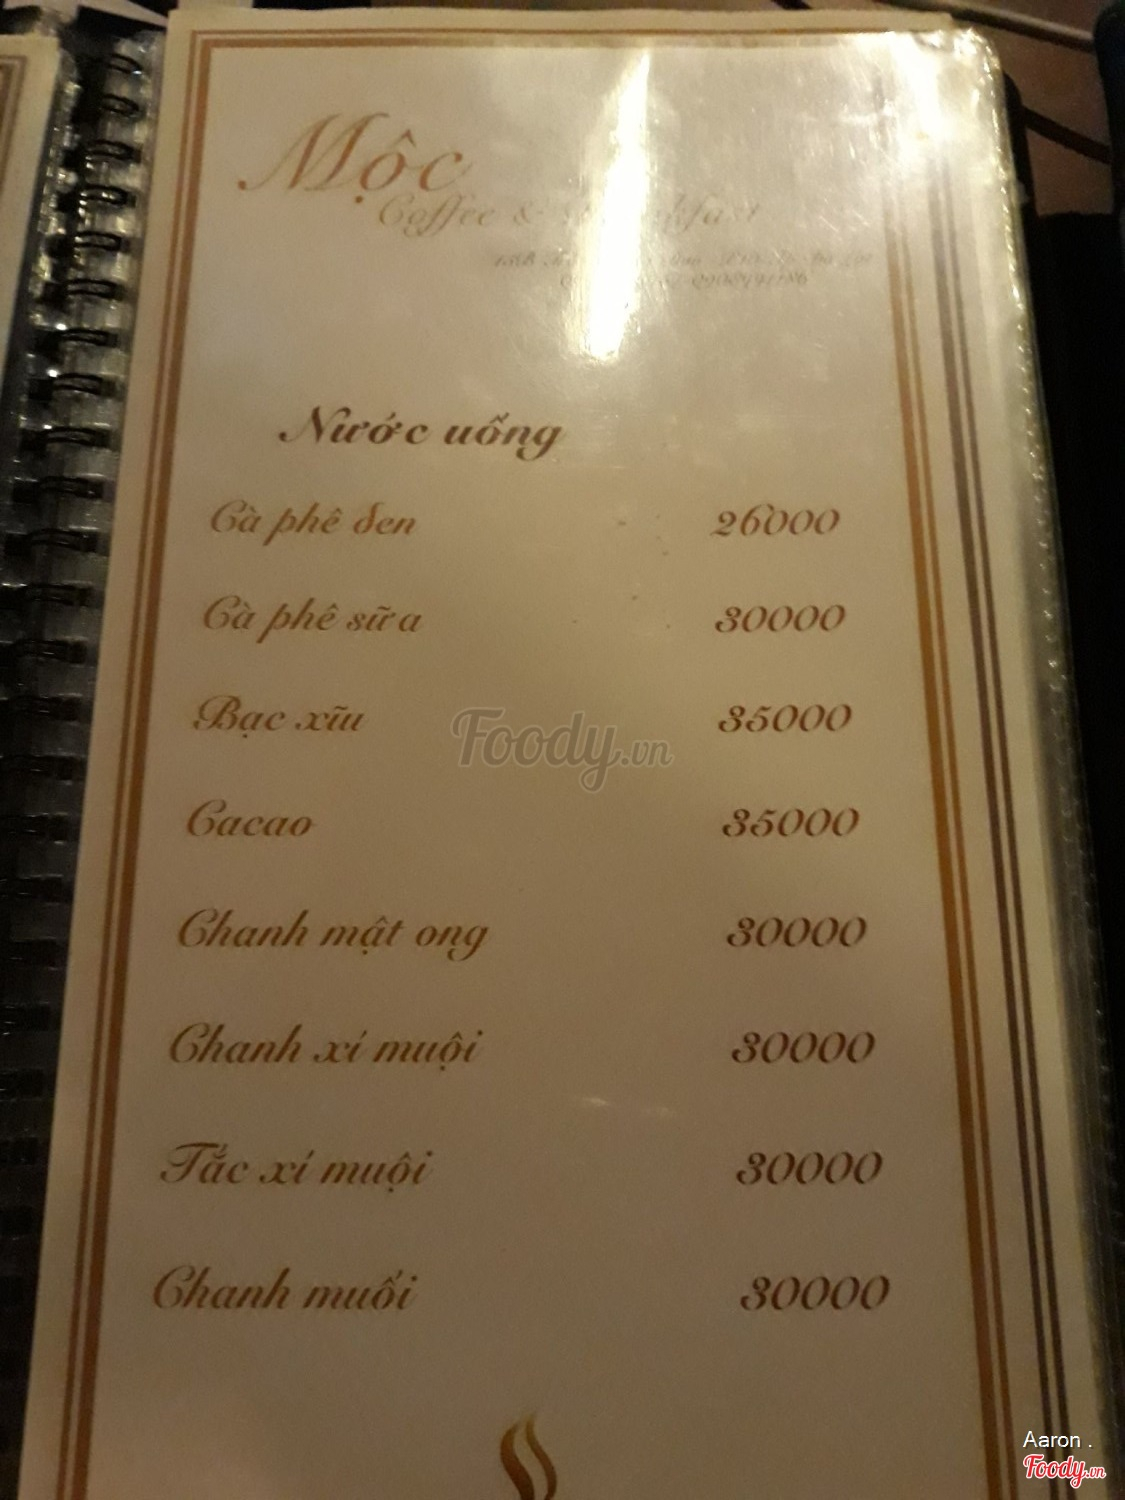 Mộc
Coffee &
Nước uống
Cà phê đen 26000
Cà phê sữa 30000
Bạc xĩu 35000
Foody.vn
Cacao 35000
Chanh mật ong 30000
Chanh xí muội 30000
Tắc xí muội 30000
Chanh muối 30000
Aaron .
Foody.vn